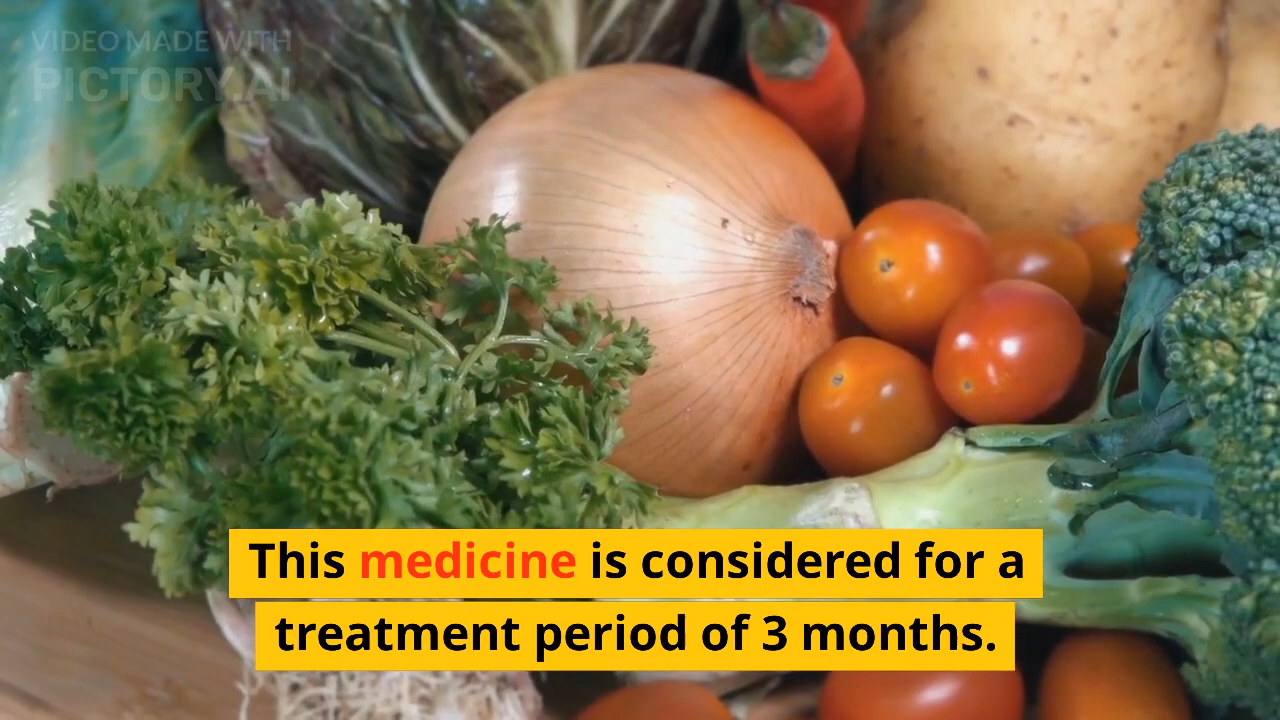 VIDEO MADE WITH
PICTORY.AI
This medicine is considered for a
treatment period of 3 months.